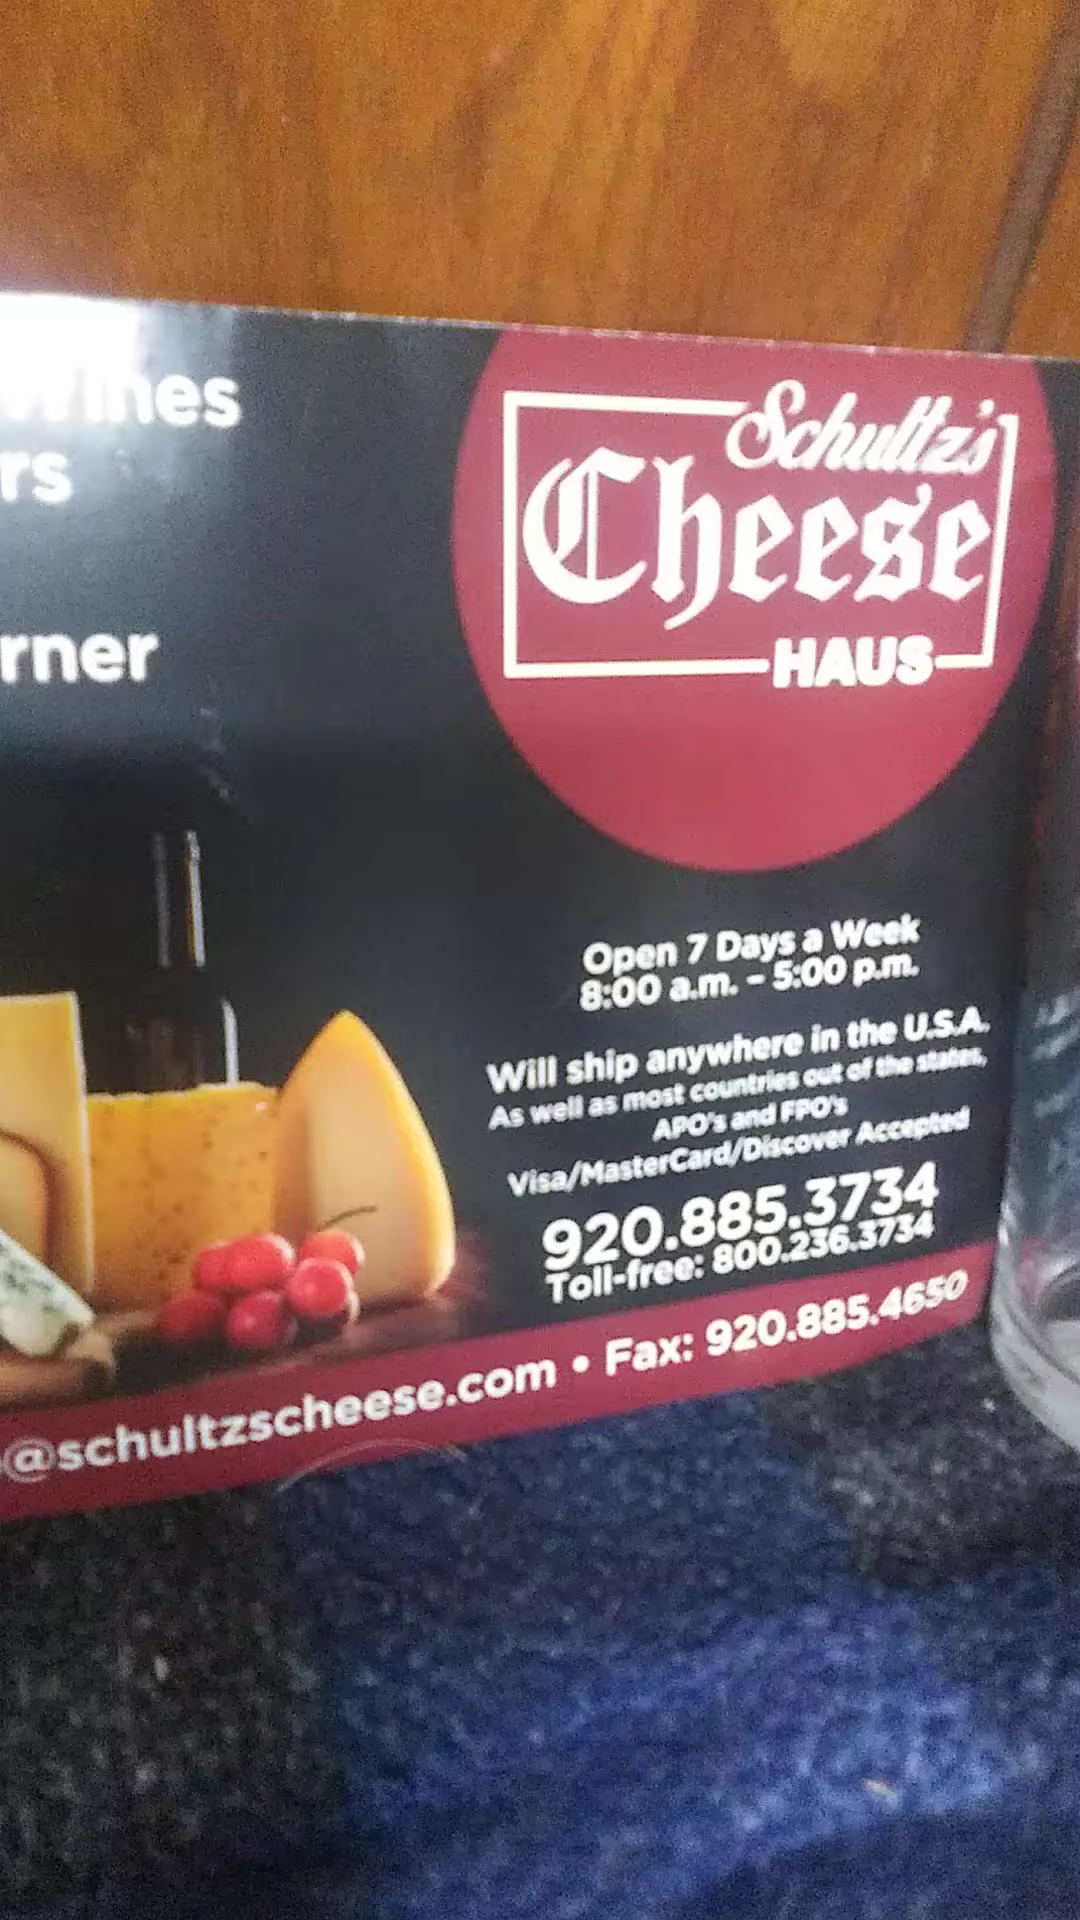 Wines
rs
rner
Schultz's
Cheese
HAUS
Open 7 Days a Week
8:00 a.m. - 5:00 p.m.
Will ship anywhere in the U.S.A.
As well as most countries out of the states,
APO's and FPO's
Visa/MasterCard/Discover Accepted
920.885.3734
Toll-free: 800.236.3734
@schultzscheese.com • Fax: 920.885.4650